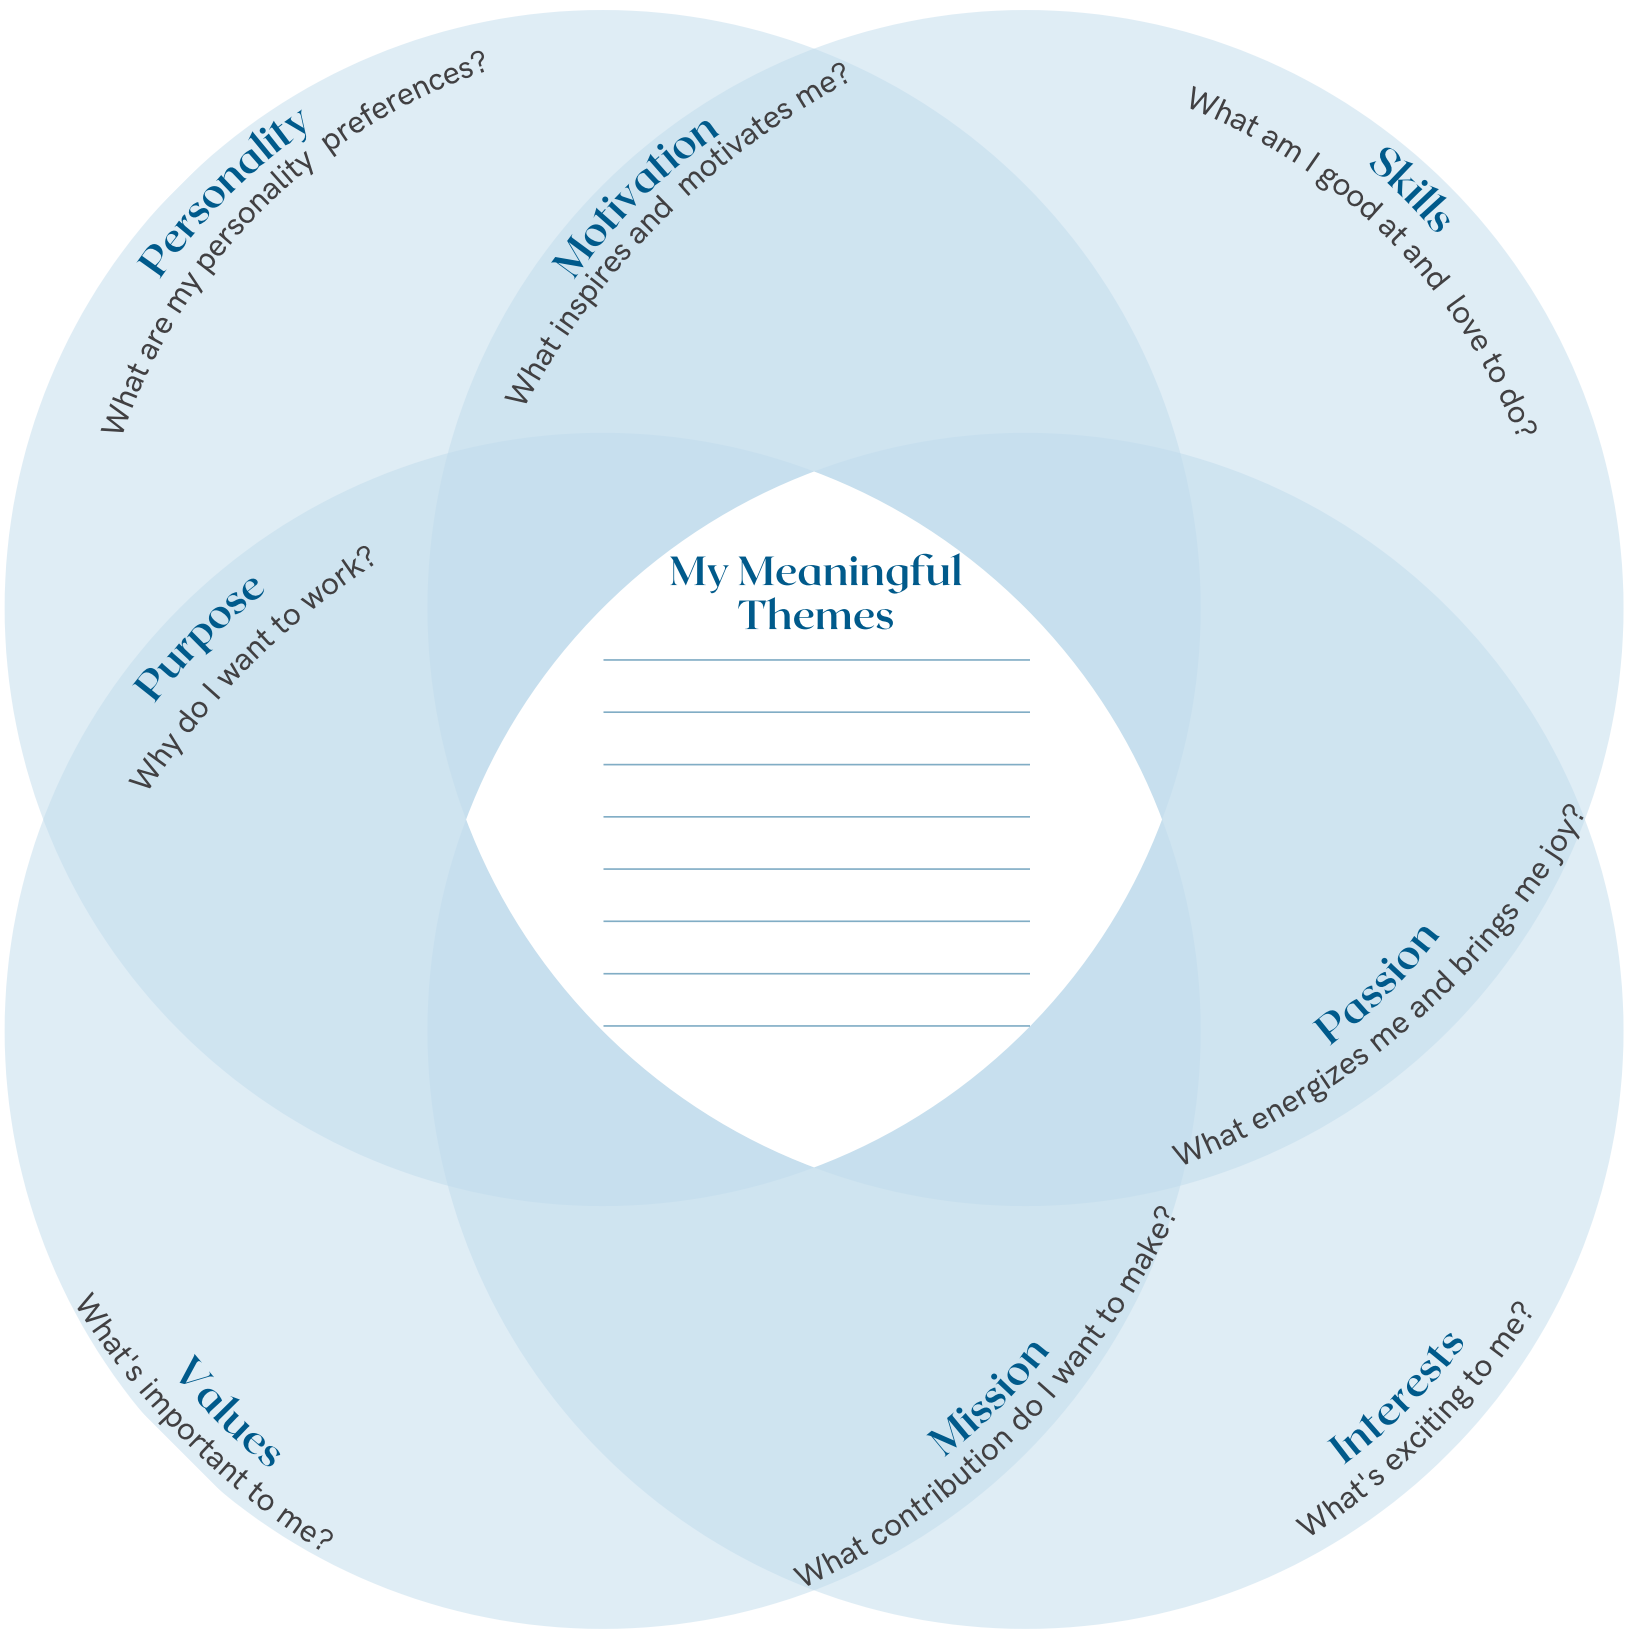 Personality
What are my personality preferences?
Motivation
What inspires and motivates me?
Skills
What am I good at and love to do?
Purpose
Why do I want to work?
My Meaningful
Themes
Passion
What energizes me and brings me joy?
Values
What's important to me?
Mission
What contribution do I want to make?
Interests
What's exciting to me?